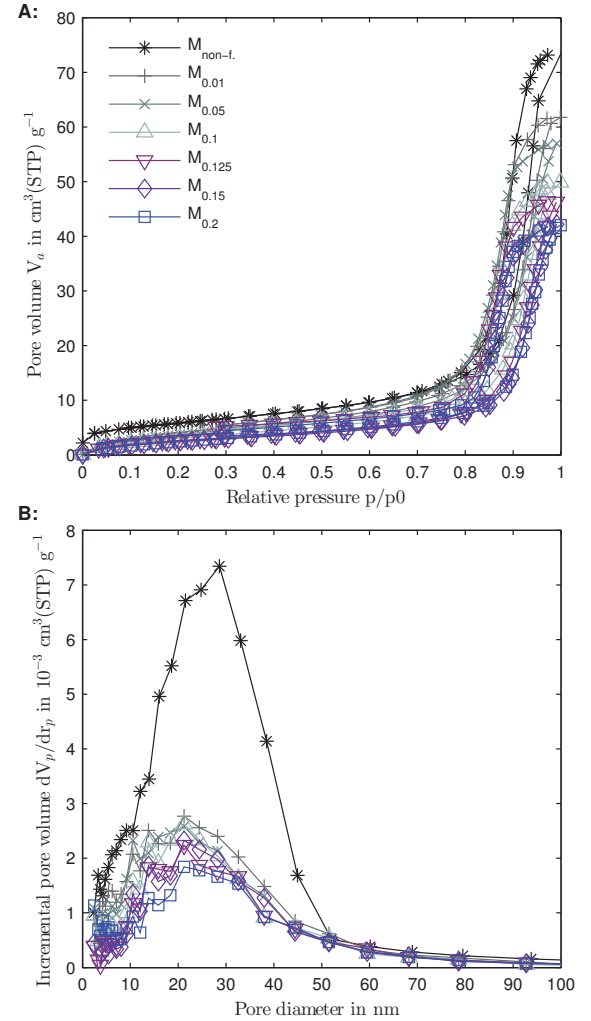 A:
80
70
60
50
40
30
20
10
0
Pore volume V_a in cm³(STP) g⁻¹
M_non-f.
M_0.01
M_0.05
M_0.1
M_0.125
M_0.15
M_0.2
0 0.1 0.2 0.3 0.4 0.5 0.6 0.7 0.8 0.9 1
Relative pressure p/p0
B:
8
7
6
5
4
3
2
1
0
Incremental pore volume dV_p/dr_p in 10⁻³ cm³(STP) g⁻¹
0 10 20 30 40 50 60 70 80 90 100
Pore diameter in nm